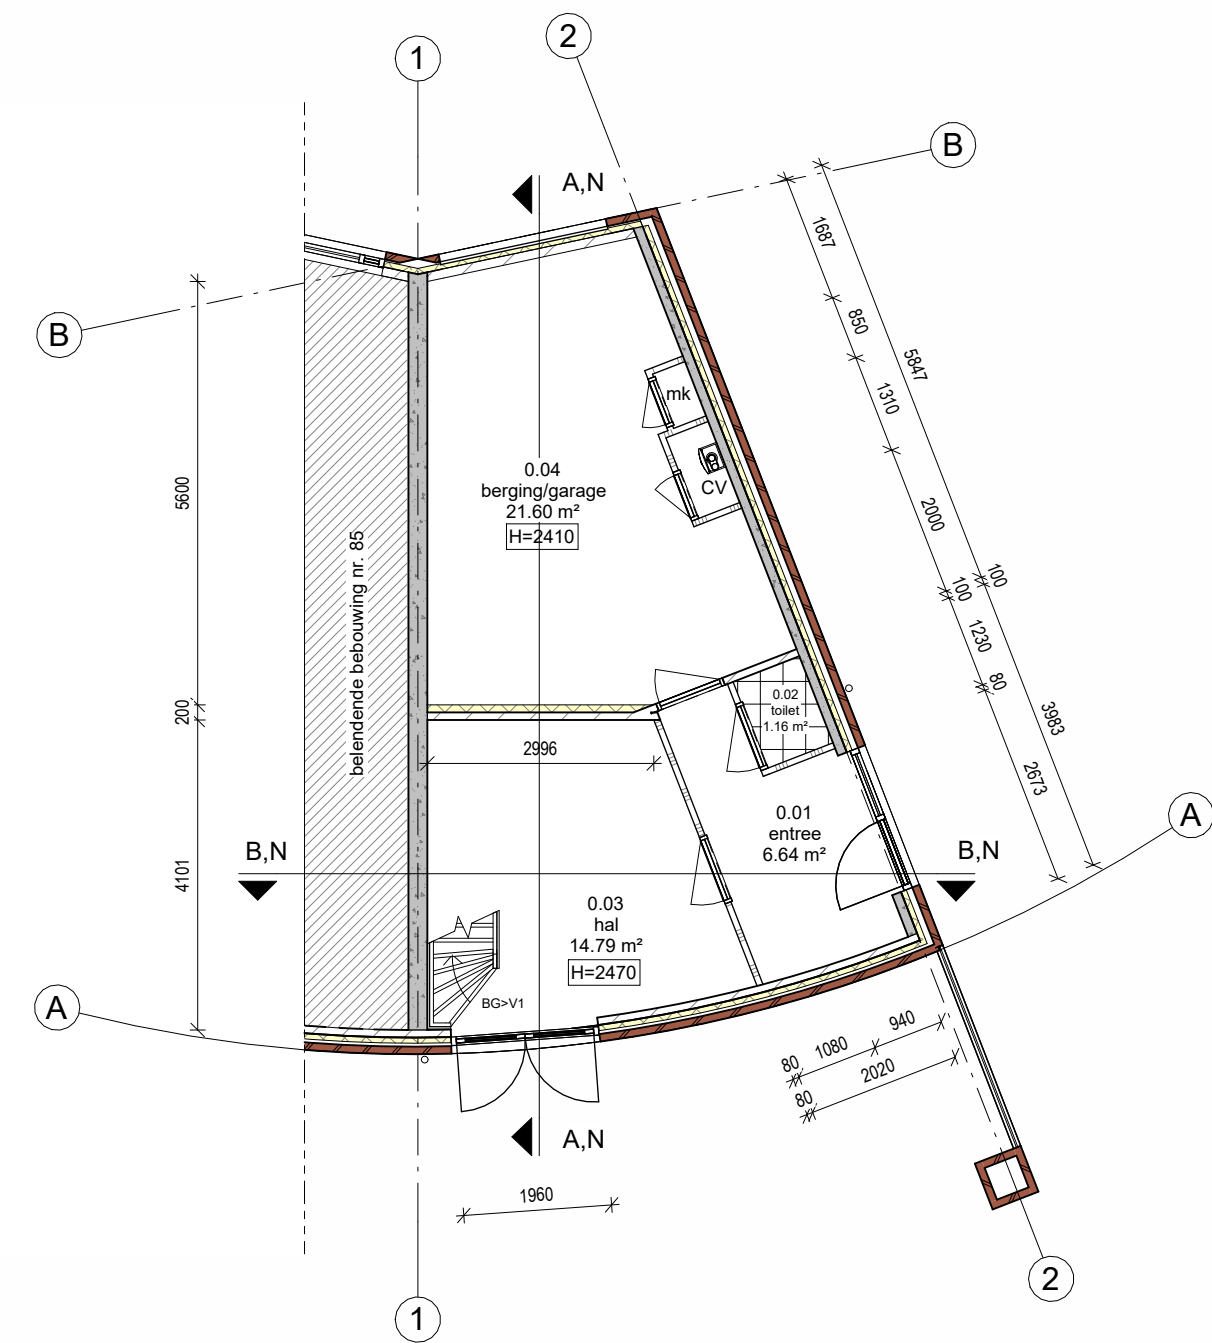 2
1
B
A,N
1687
850
5847
1310
B
mk
CV
0.04
berging/garage
21.60 m²
H=2410
5600
2000
100
100
belendende bebouwing nr. 85
1230
80
0.02
toilet
1.16 m²
200
3983
2996
2673
0.01
entree
6.64 m²
A
B,N
B,N
4101
0.03
hal
14.79 m²
H=2470
BG>V1
A
940
1080
80
2020
80
A,N
1960
2
1